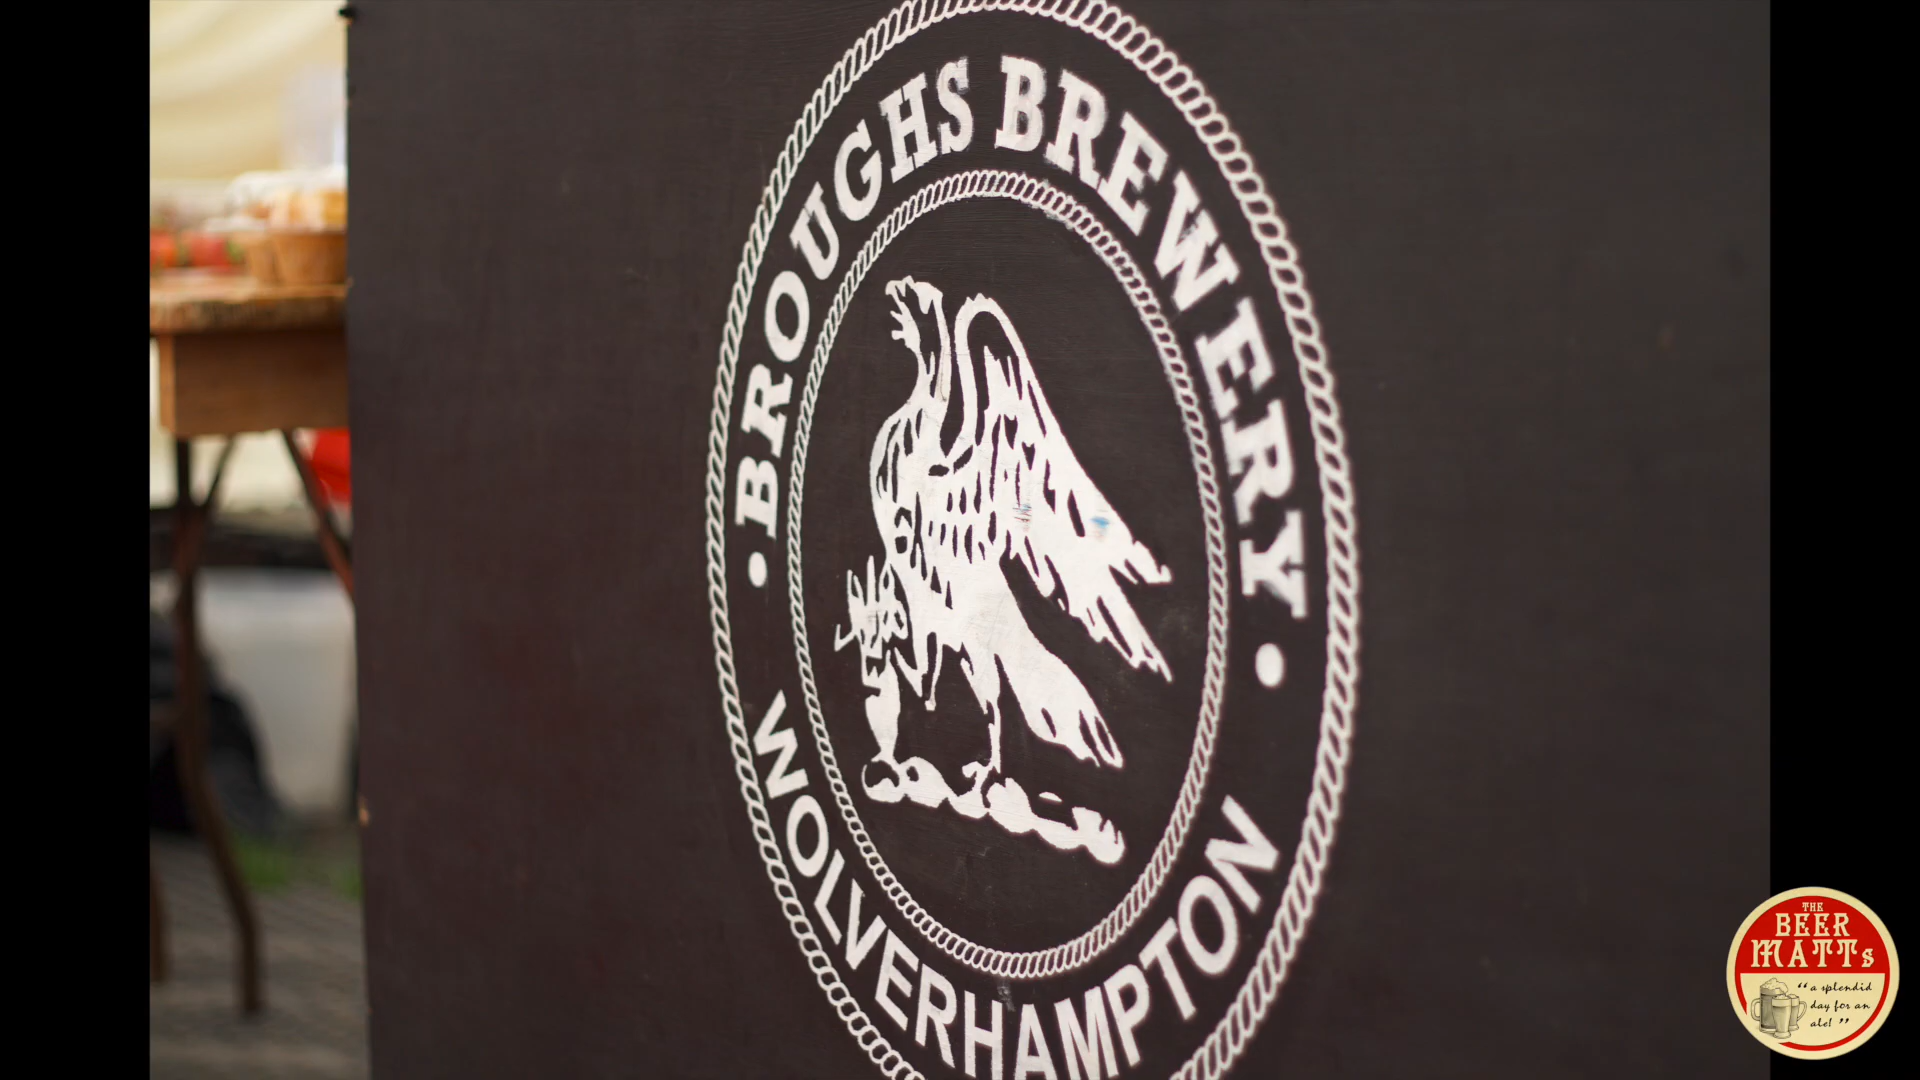 • BROUGHS BREWERY •
WOLVERHAMPTON
THE
BEER
MATTs
“a splendid
day for an
ale!”